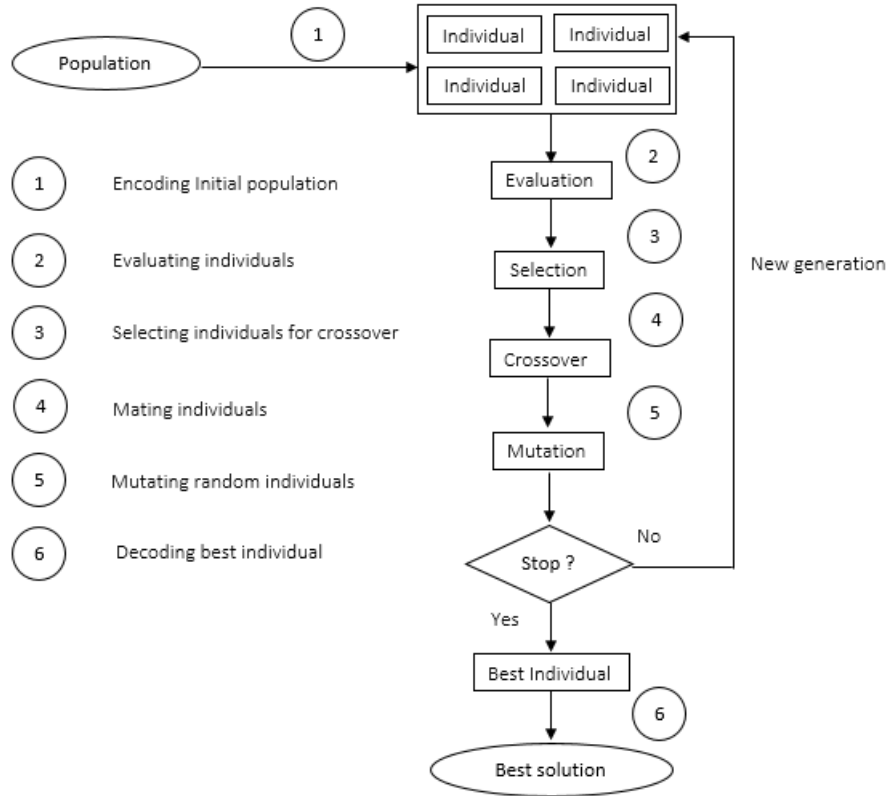 1
Individual
Individual
Population
Individual
Individual
2
Evaluation
1
Encoding Initial population
3
2
Evaluating individuals
Selection
New generation
4
3
Selecting individuals for crossover
Crossover
4
Mating individuals
5
Mutation
5
Mutating random individuals
No
6
Decoding best individual
Stop ?
Yes
Best Individual
6
Best solution